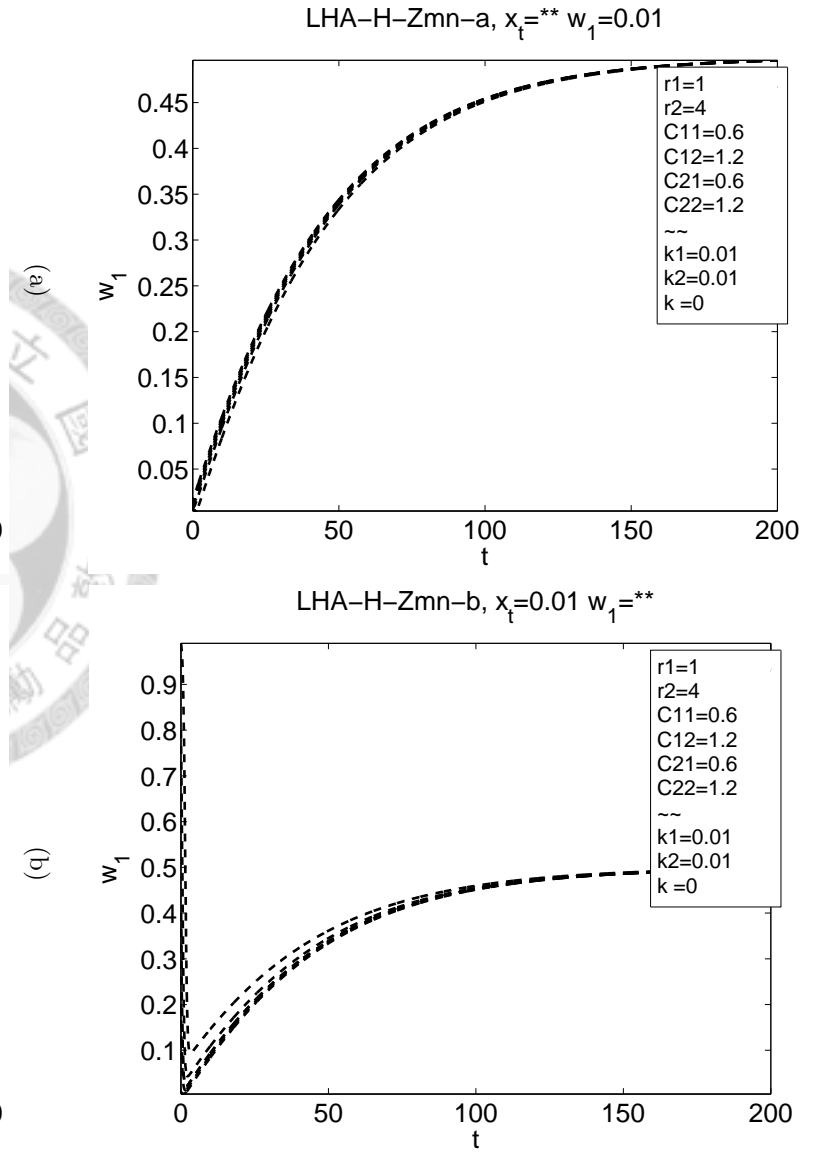 LHA−H−Zmn−a, x_t=** w_1=0.01
0.45
0.4
0.35
0.3
0.25
0.2
0.15
0.1
0.05
w_1
(a)
r1=1
r2=4
C11=0.6
C12=1.2
C21=0.6
C22=1.2
~~
k1=0.01
k2=0.01
k =0
0 50 100 150 200
t
LHA−H−Zmn−b, x_t=0.01 w_1=**
0.9
0.8
0.7
0.6
0.5
0.4
0.3
0.2
0.1
w_1
(b)
r1=1
r2=4
C11=0.6
C12=1.2
C21=0.6
C22=1.2
~~
k1=0.01
k2=0.01
k =0
0 50 100 150 200
t
立
國
品